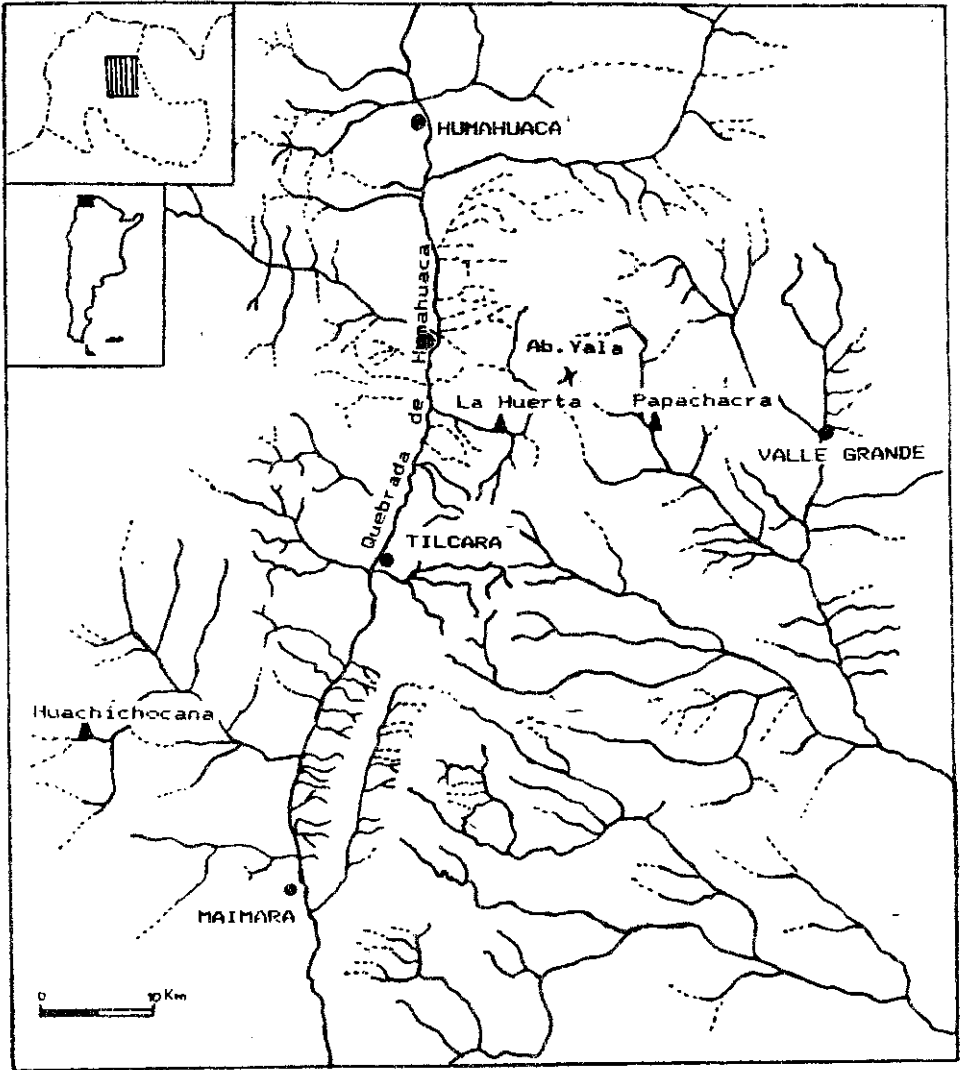 HUMAHUACA
Quebrada de Humahuaca
Ab.Yala
La Huerta
Papachacra
VALLE GRANDE
TILCARA
Huachichocana
MAIMARA
0 10 Km